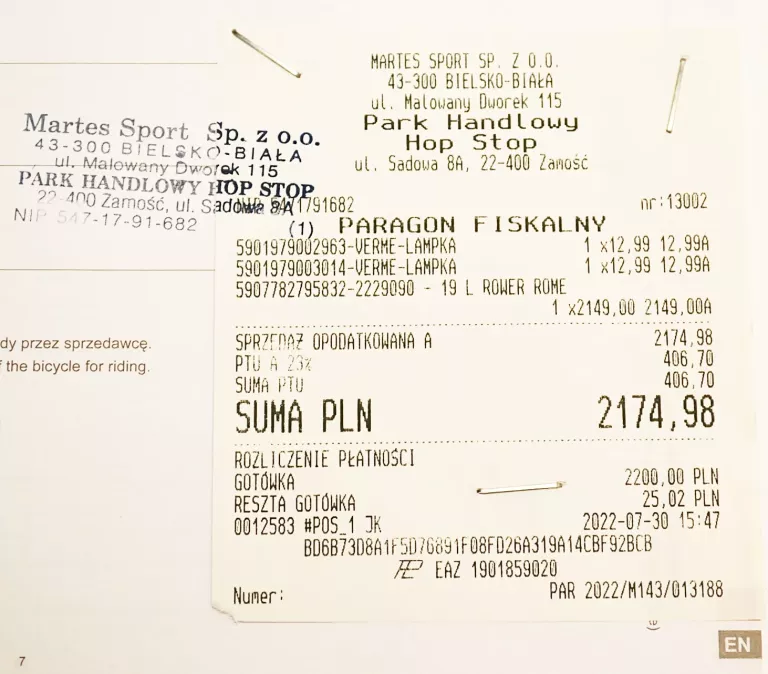 MARTES SPORT SP. Z O.O.
43-300 BIELSKO-BIAŁA
ul. Malowany Dworek 115
Park Handlowy
Hop Stop
ul. Sadowa 8A, 22-400 Zamość
Martes Sport Sp. z o.o.
43-300 BIELSKO-BIAŁA
ul. Malowany Dworek 115
PARK HANDLOWY HOP STOP
22-400 Zamość, ul. Sadowa 8A
NIP 547-17-91-682
(1)
NIP 5471791682 nr:13002
PARAGON FISKALNY
5901979002963-VERME-LAMPKA 1 x12,99 12,99A
5901979003014-VERME-LAMPKA 1 x12,99 12,99A
5907782795832-2229090 - 19 L ROWER ROME
1 x2149,00 2149,00A
SPRZEDAŻ OPODATKOWANA A 2174,98
PTU A 23% 406,70
SUMA PTU 406,70
SUMA PLN 2174,98
ROZLICZENIE PŁATNOŚCI
GOTÓWKA 2200,00 PLN
RESZTA GOTÓWKA 25,02 PLN
0012583 #POS_1 JK 2022-07-30 15:47
BD6B73D8A1F5D76891F08FD26A319A14CBF92BCB
EAZ 1901859020
Numer: PAR 2022/M143/013188
dy przez sprzedawcę.
f the bicycle for riding.
7
EN